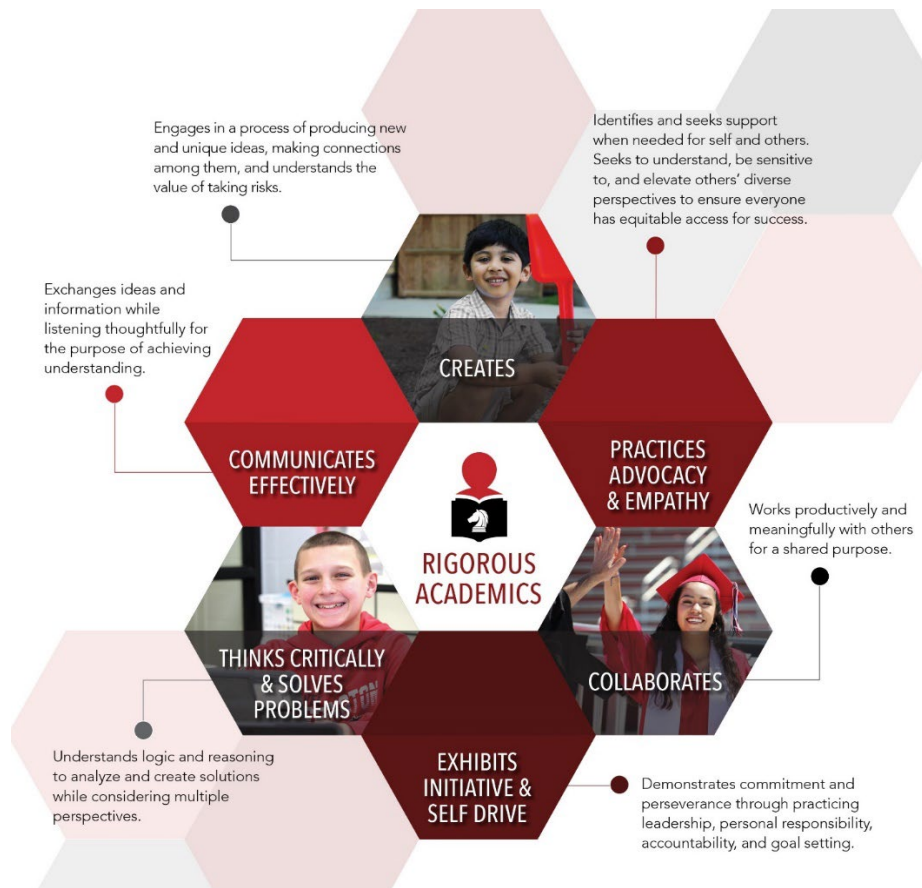 Engages in a process of producing new
and unique ideas, making connections
among them, and understands the
value of taking risks.
Identifies and seeks support
when needed for self and others.
Seeks to understand, be sensitive
to, and elevate others’ diverse
perspectives to ensure everyone
has equitable access for success.
Exchanges ideas and
information while
listening thoughtfully for
the purpose of achieving
understanding.
CREATES
COMMUNICATES
EFFECTIVELY
PRACTICES
ADVOCACY
& EMPATHY
Works productively and
meaningfully with others
for a shared purpose.
RIGOROUS
ACADEMICS
THINKS CRITICALLY
& SOLVES
PROBLEMS
COLLABORATES
Understands logic and reasoning
to analyze and create solutions
while considering multiple
perspectives.
EXHIBITS
INITIATIVE &
SELF DRIVE
Demonstrates commitment and
perseverance through practicing
leadership, personal responsibility,
accountability, and goal setting.